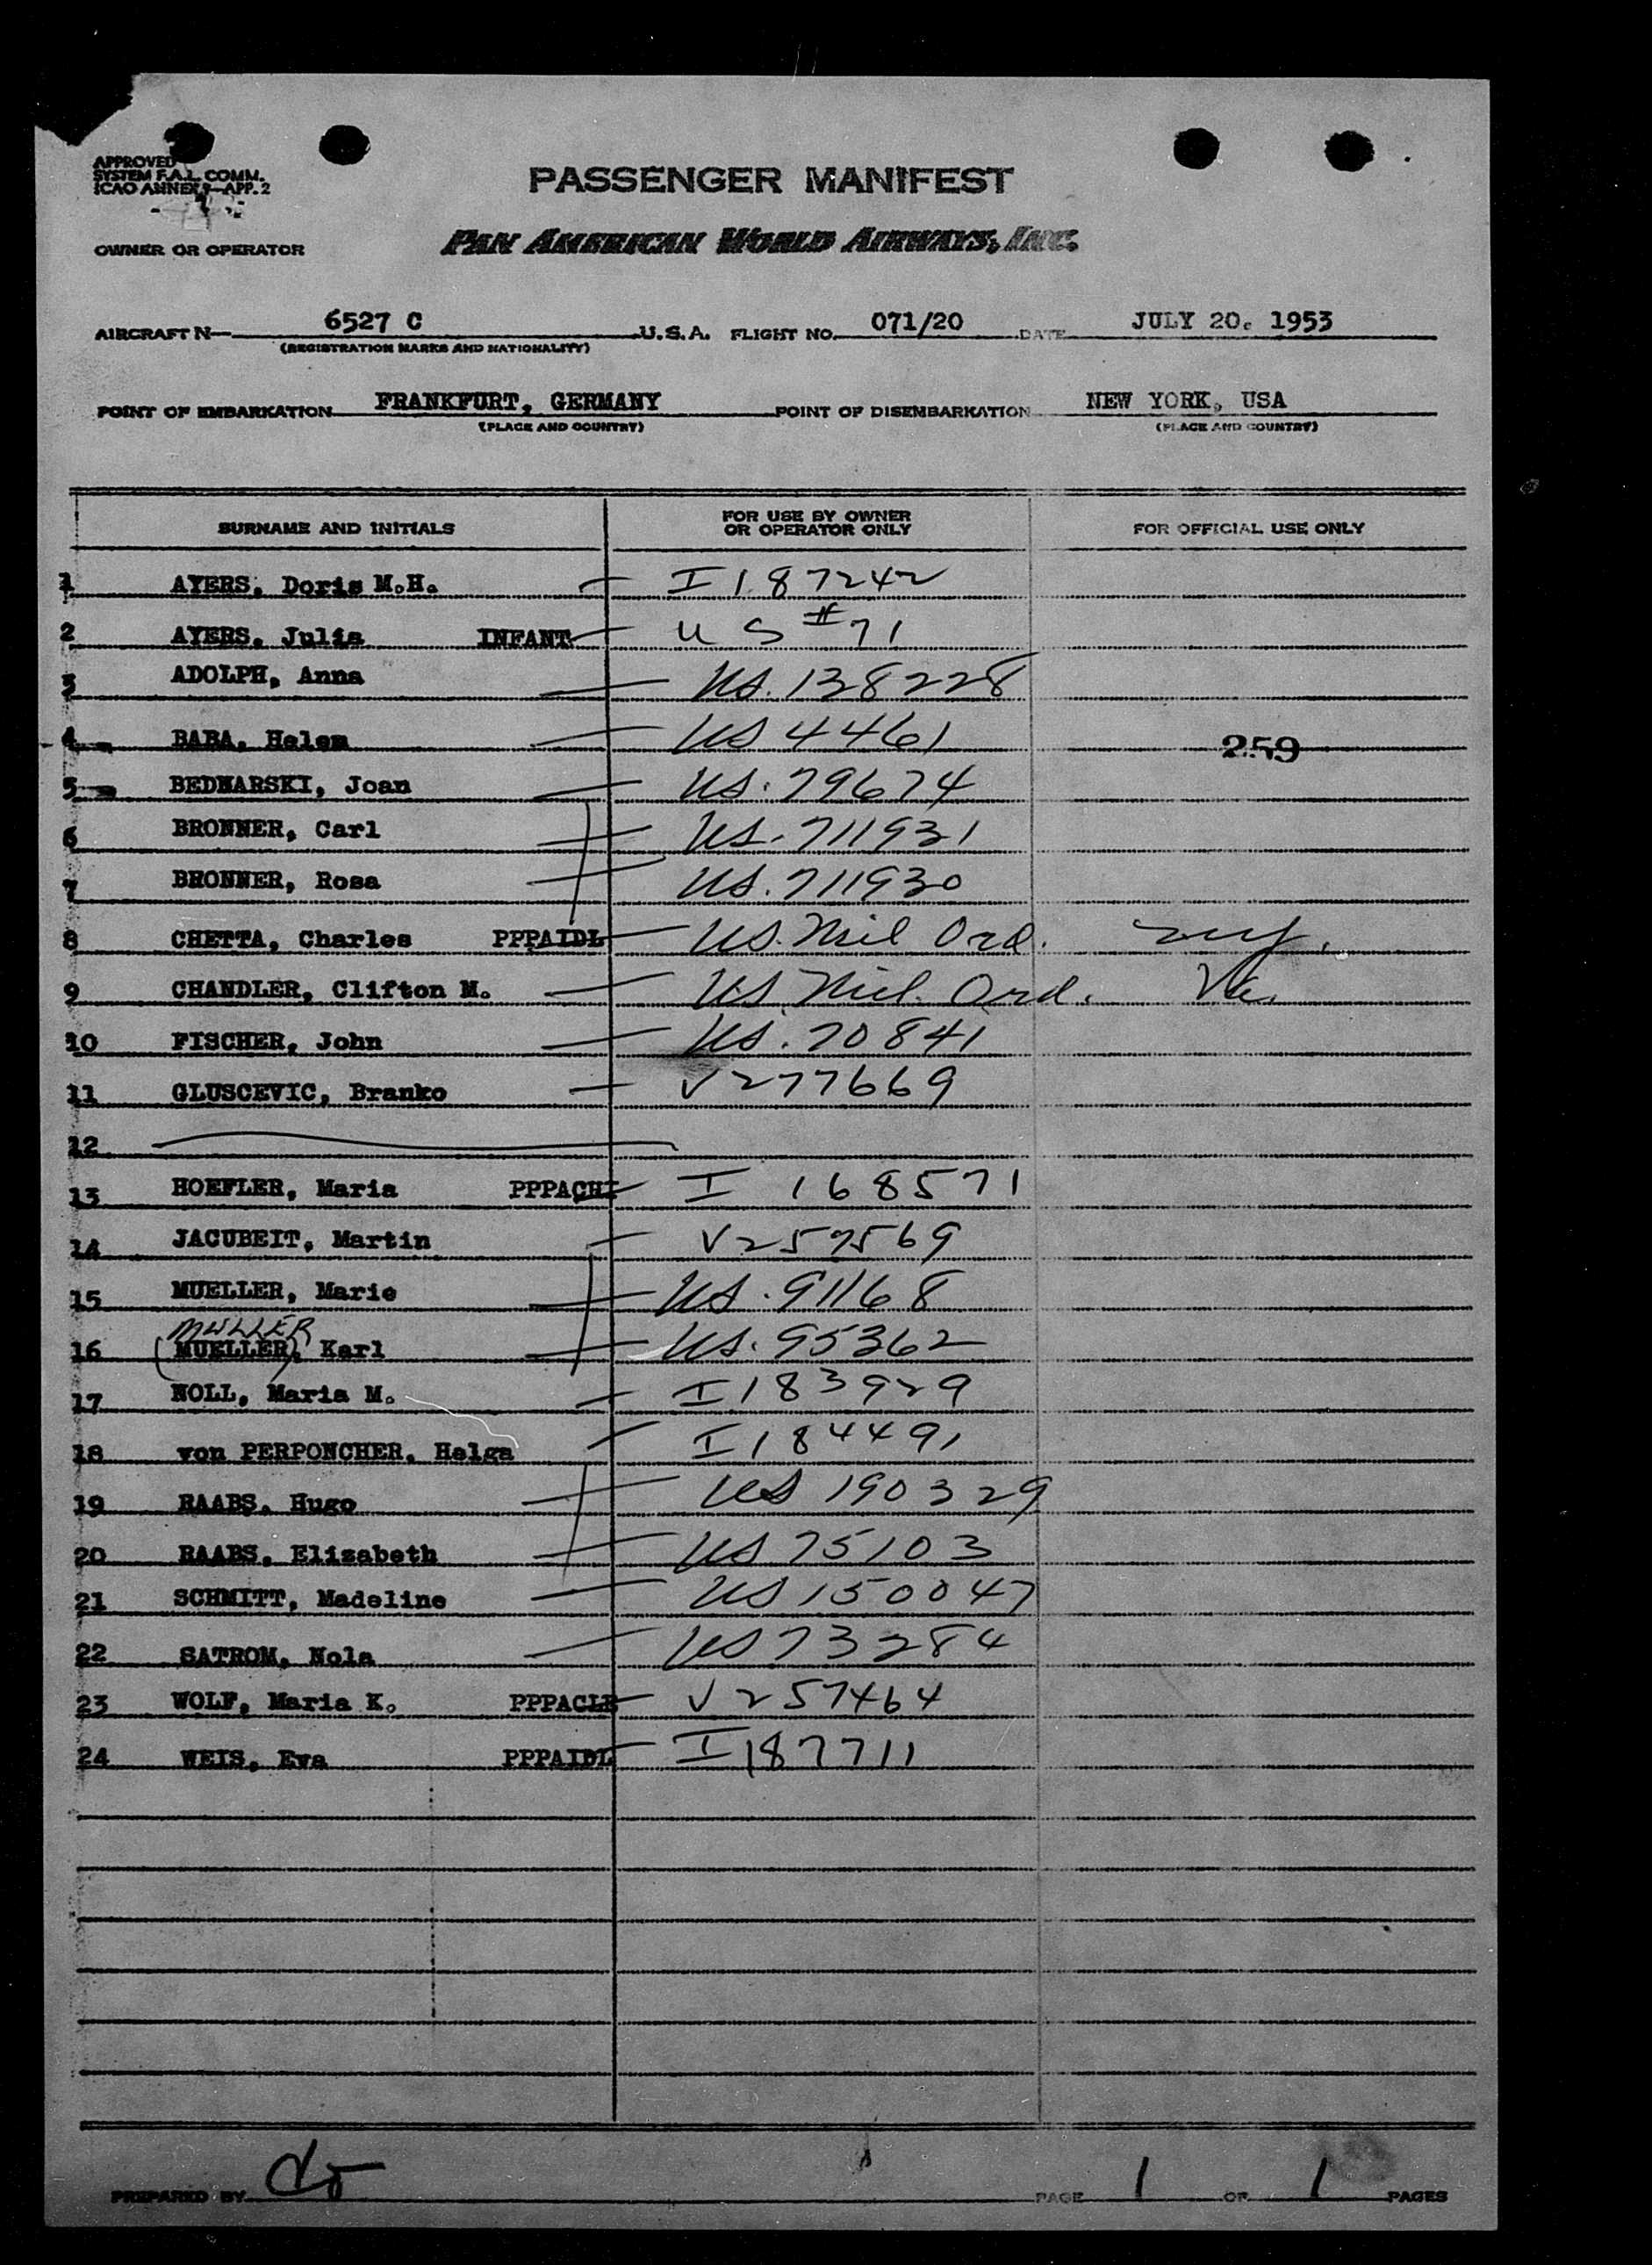 APPROVED
SYSTEM F.A.L. COMM.
ICAO ANNEX 9—APP. 2
PASSENGER MANIFEST
OWNER OR OPERATOR PAN AMERICAN WORLD AIRWAYS, INC.
AIRCRAFT N— 6527 C U.S.A. FLIGHT NO. 071/20 DATE JULY 20. 1953
(REGISTRATION MARKS AND NATIONALITY)
POINT OF EMBARKATION FRANKFURT, GERMANY POINT OF DISEMBARKATION NEW YORK, USA
(PLACE AND COUNTRY) (PLACE AND COUNTRY)
SURNAME AND INITIALS FOR USE BY OWNER OR OPERATOR ONLY FOR OFFICIAL USE ONLY
1 AYERS, Doris M.H. — I 187242
2 AYERS, Julia INFANT — US #71
3 ADOLPH, Anna — US. 138228
4 BABA, Helen — US 4461 259
5 BEDNARSKI, Joan — US. 79674
6 BRONNER, Carl — US. 711931
7 BRONNER, Rosa — US. 711930
8 CHETTA, Charles PPPAIDL — US. Mil Ord. ny.
9 CHANDLER, Clifton M. — US Mil. Ord. Va.
10 FISCHER, John — US. 70841
11 GLUSCEVIC, Branko — V277669
12
13 HOEFLER, Maria PPPACHI — I 168571
14 JACUBEIT, Martin — V257569
15 MUELLER, Marie — US. 91168
MULLER
16 (MUELLER), Karl — US. 95362
17 NOLL, Maria M. — I 183929
18 von PERPONCHER, Helga — I 184491
19 RAABS, Hugo — US 190329
20 RAABS, Elizabeth — US 75103
21 SCHMITT, Madeline — US 150047
22 SATROM, Nola — US 73284
23 WOLF, Maria K. PPPACLE — V257464
24 WEIS, Eva PPPAIDL — I 187711
PREPARED BY PAGE 1 OF 1 PAGES